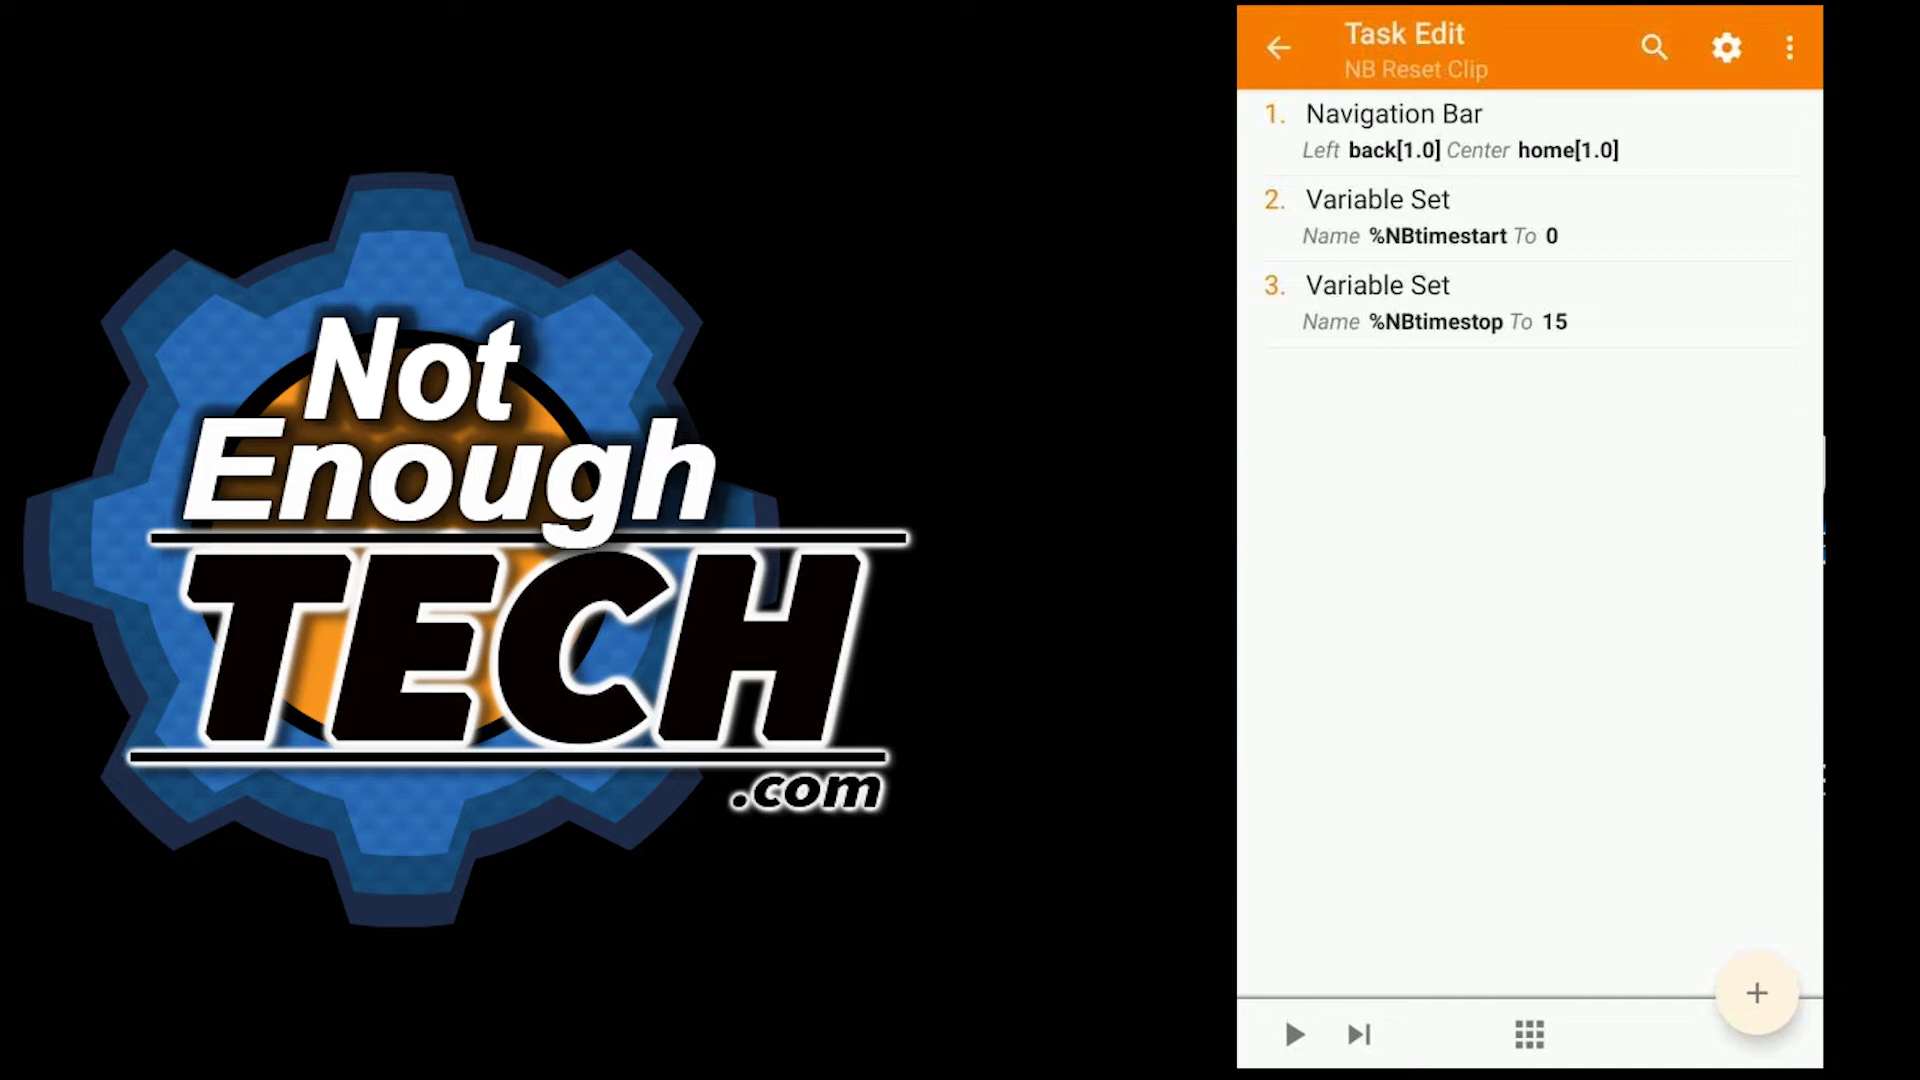 Not
Enough
TECH
.com
Task Edit
NB Reset Clip
1. Navigation Bar
Left back[1.0] Center home[1.0]
2. Variable Set
Name %NBtimestart To 0
3. Variable Set
Name %NBtimestop To 15